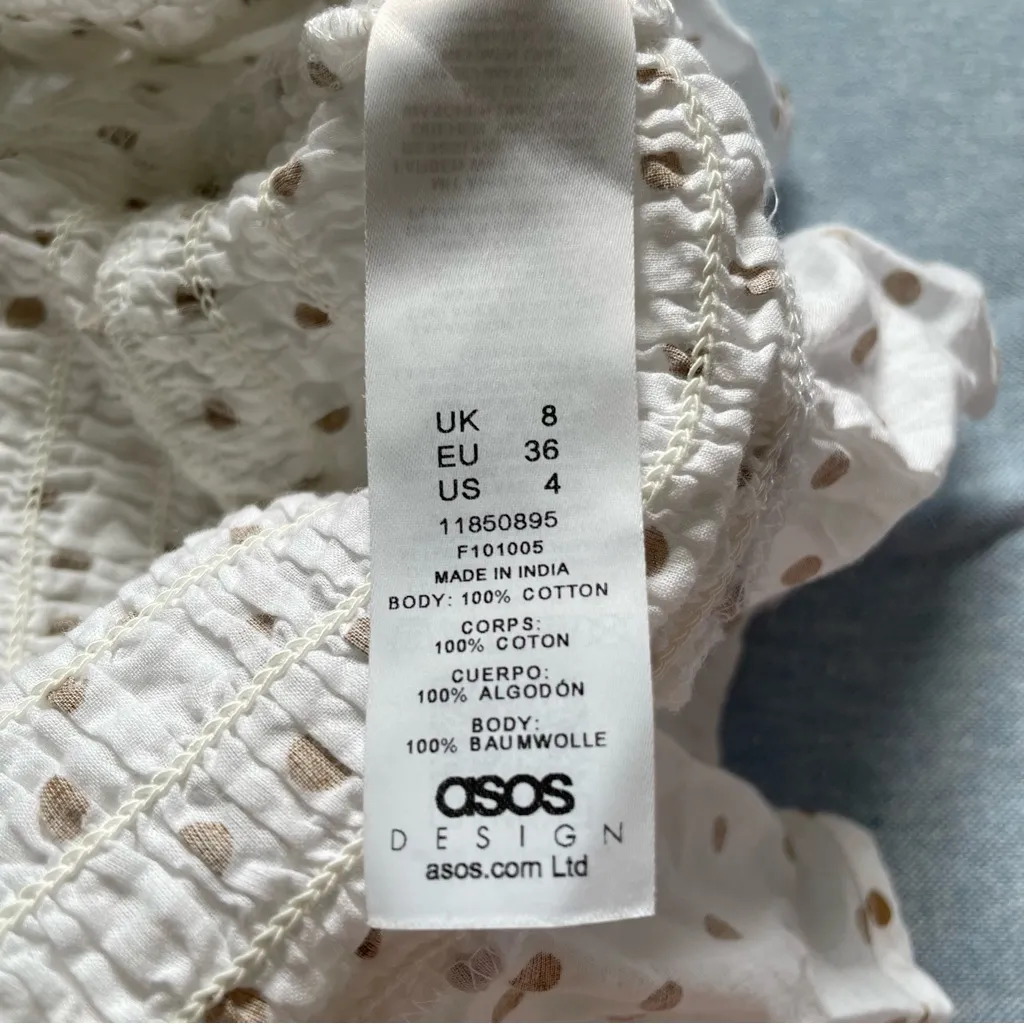 UK 8
EU 36
US 4
11850895
F101005
MADE IN INDIA
BODY: 100% COTTON
CORPS:
100% COTON
CUERPO:
100% ALGODÓN
BODY:
100% BAUMWOLLE
asos
DESIGN
asos.com Ltd